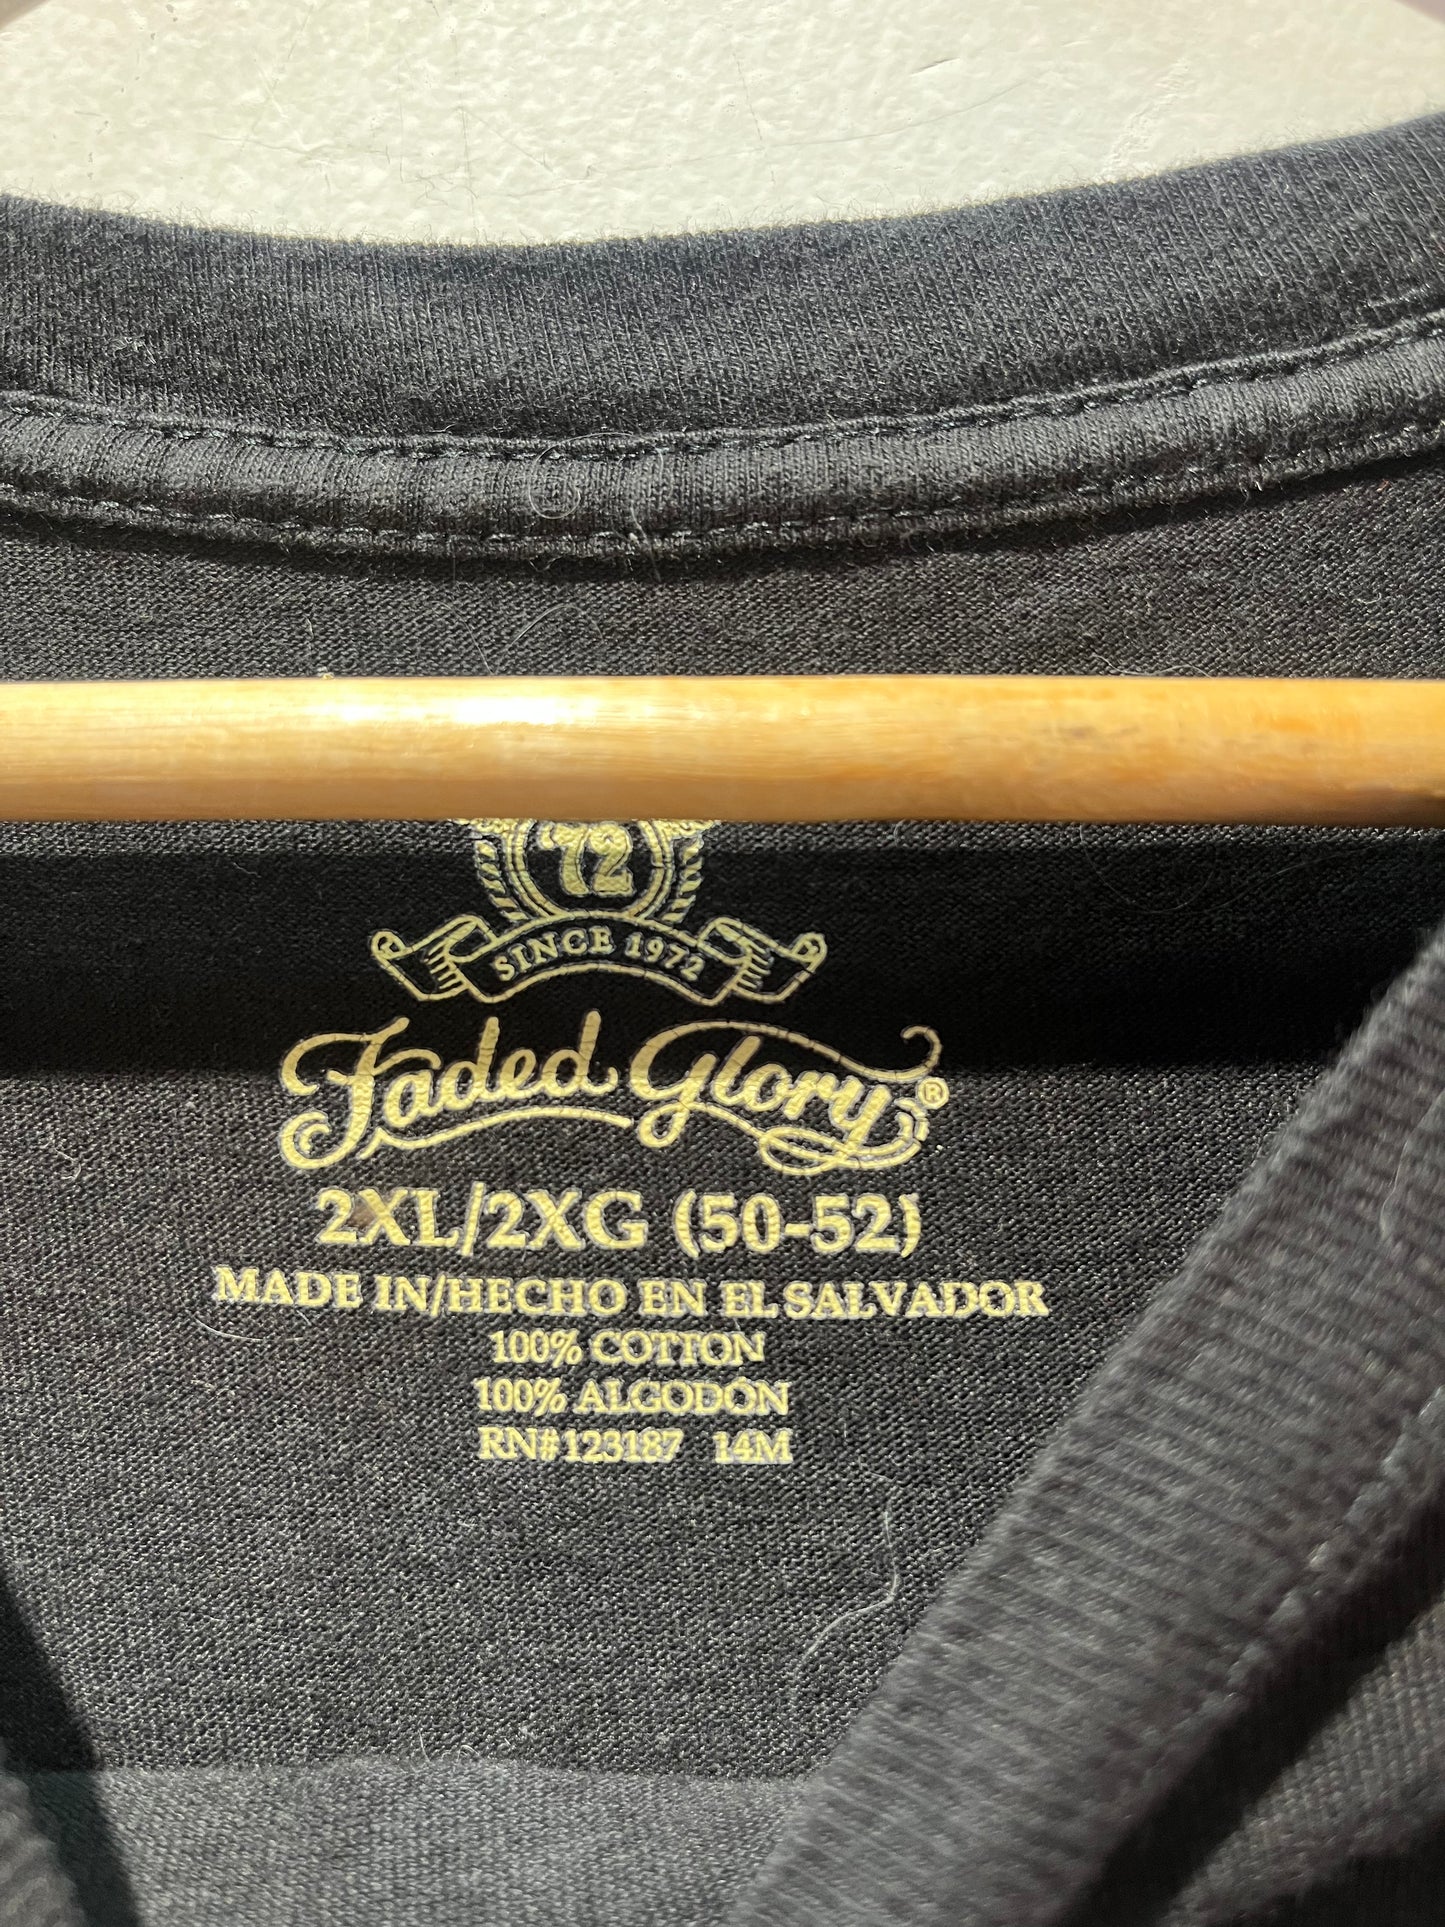 '72
SINCE 1972
Faded Glory®
2XL/2XG (50-52)
MADE IN/HECHO EN EL SALVADOR
100% COTTON
100% ALGODÓN
RN#123187 14M